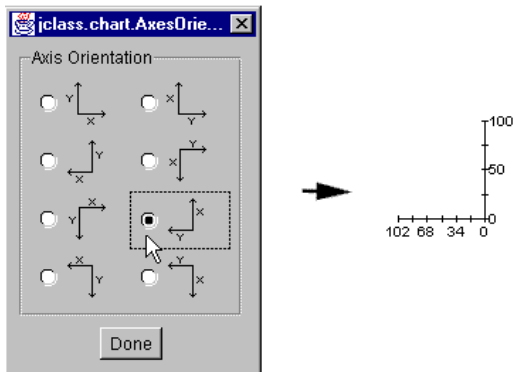 jclass.chart.AxesOrie...
Axis Orientation
Y X
X Y
Y X
X Y
X Y
X Y
X Y
Y X
Done
100
50
0
102 68 34 0